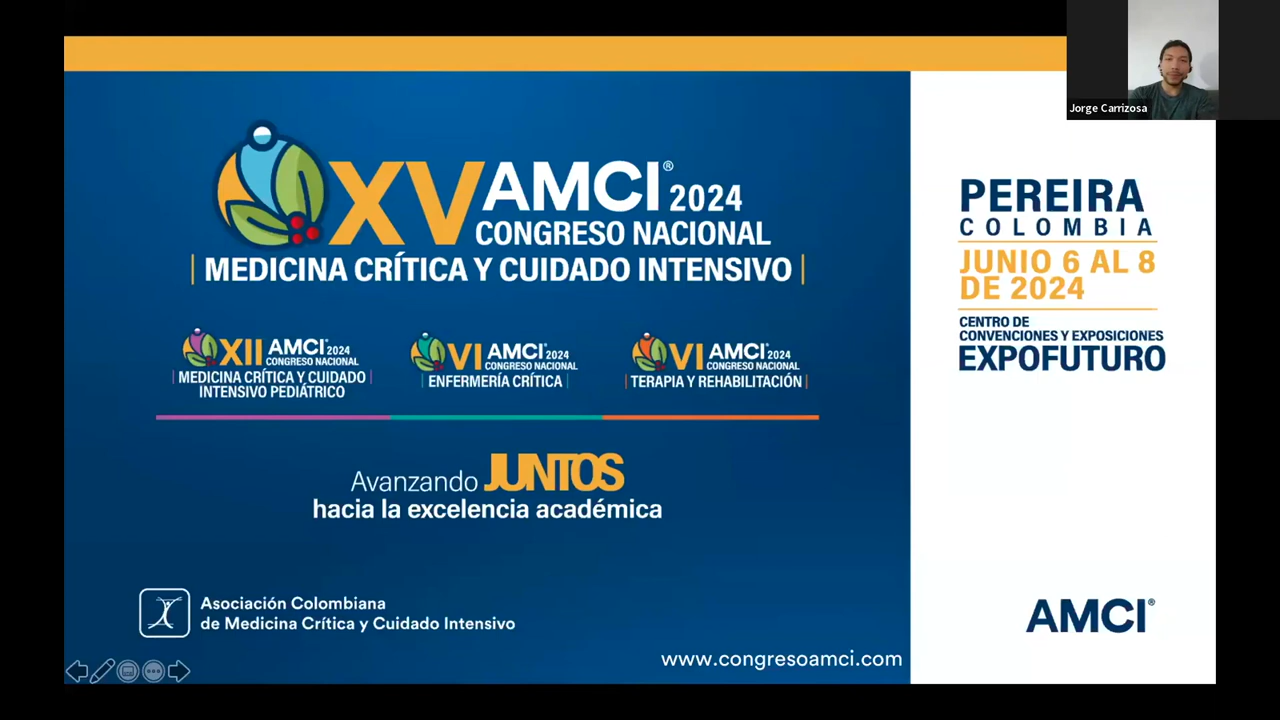 Jorge Carrizosa
XV AMCI® 2024
CONGRESO NACIONAL
MEDICINA CRÍTICA Y CUIDADO INTENSIVO
XII AMCI® 2024
CONGRESO NACIONAL
MEDICINA CRÍTICA Y CUIDADO
INTENSIVO PEDIÁTRICO
VI AMCI® 2024
CONGRESO NACIONAL
ENFERMERÍA CRÍTICA
VI AMCI® 2024
CONGRESO NACIONAL
TERAPIA Y REHABILITACIÓN
Avanzando JUNTOS
hacia la excelencia académica
Asociación Colombiana
de Medicina Crítica y Cuidado Intensivo
www.congresoamci.com
PEREIRA
COLOMBIA
JUNIO 6 AL 8
DE 2024
CENTRO DE
CONVENCIONES Y EXPOSICIONES
EXPOFUTURO
AMCI®